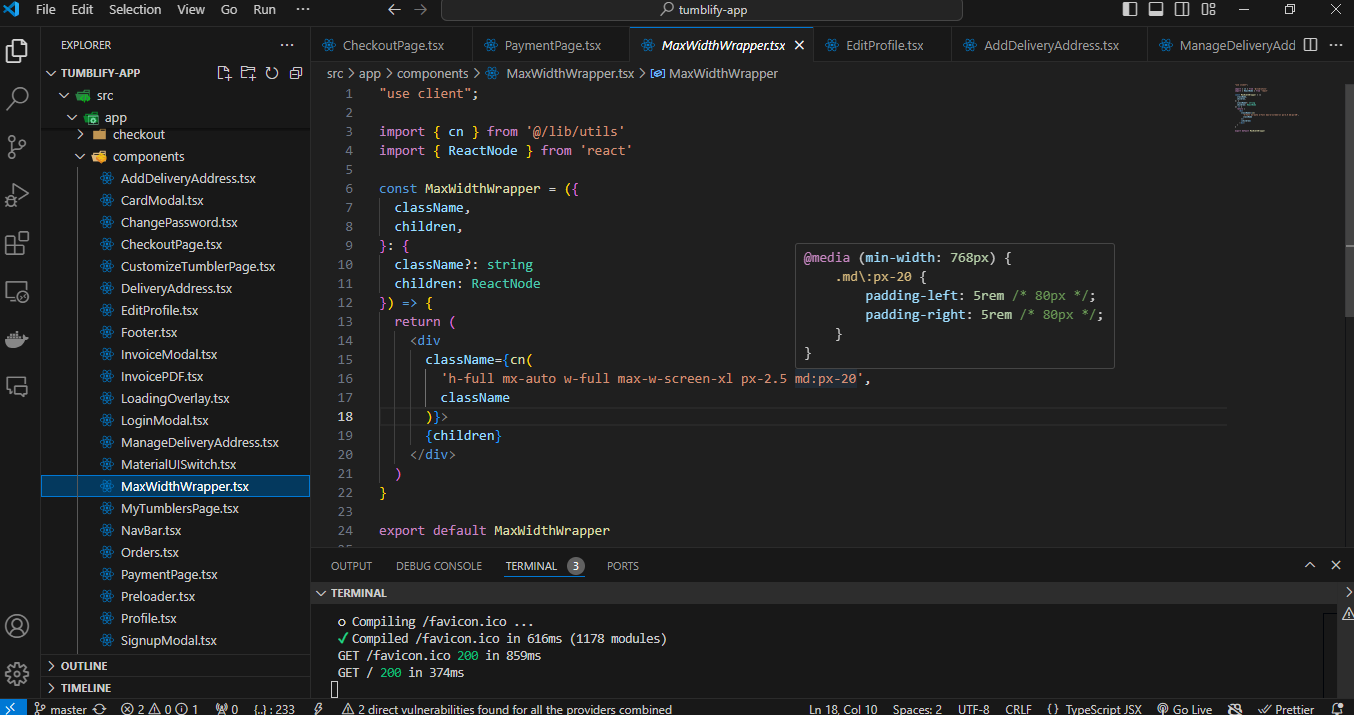 File Edit Selection View Go Run ··· tumblify-app
EXPLORER ···
TUMBLIFY-APP
src
app
checkout
components
AddDeliveryAddress.tsx
CardModal.tsx
ChangePassword.tsx
CheckoutPage.tsx
CustomizeTumblerPage.tsx
DeliveryAddress.tsx
EditProfile.tsx
Footer.tsx
InvoiceModal.tsx
InvoicePDF.tsx
LoadingOverlay.tsx
LoginModal.tsx
ManageDeliveryAddress.tsx
MaterialUISwitch.tsx
MaxWidthWrapper.tsx
MyTumblersPage.tsx
NavBar.tsx
Orders.tsx
PaymentPage.tsx
Preloader.tsx
Profile.tsx
SignupModal.tsx
OUTLINE
TIMELINE
CheckoutPage.tsx PaymentPage.tsx MaxWidthWrapper.tsx EditProfile.tsx AddDeliveryAddress.tsx ManageDeliveryAdd ···
src > app > components > MaxWidthWrapper.tsx > MaxWidthWrapper
1 "use client";
2
3 import { cn } from '@/lib/utils'
4 import { ReactNode } from 'react'
5
6 const MaxWidthWrapper = ({
7 className,
8 children,
9 }: {
10 className?: string
11 children: ReactNode
12 }) => {
13 return (
14 <div
15 className={cn(
16 'h-full mx-auto w-full max-w-screen-xl px-2.5 md:px-20',
17 className
18 )}>
19 {children}
20 </div>
21 )
22 }
23
24 export default MaxWidthWrapper
@media (min-width: 768px) {
.md\:px-20 {
padding-left: 5rem /* 80px */;
padding-right: 5rem /* 80px */;
}
}
OUTPUT DEBUG CONSOLE TERMINAL 3 PORTS
TERMINAL
○ Compiling /favicon.ico ...
✓ Compiled /favicon.ico in 616ms (1178 modules)
GET /favicon.ico 200 in 859ms
GET / 200 in 374ms
master 2 0 1 0 {..} : 233 2 direct vulnerabilities found for all the providers combined Ln 18, Col 10 Spaces: 2 UTF-8 CRLF {} TypeScript JSX Go Live Prettier